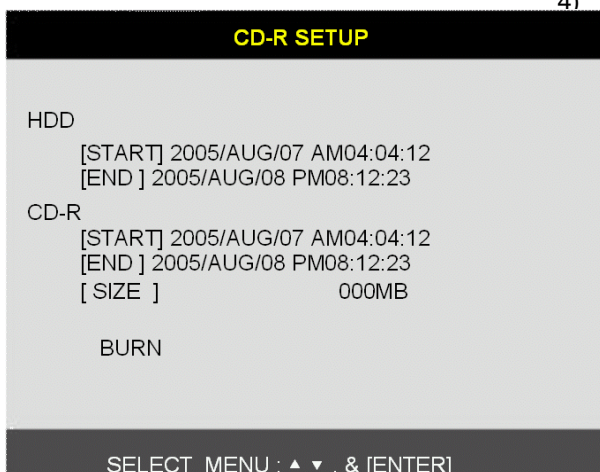 4)
CD-R SETUP
HDD
[START] 2005/AUG/07 AM04:04:12
[END ] 2005/AUG/08 PM08:12:23
CD-R
[START] 2005/AUG/07 AM04:04:12
[END ] 2005/AUG/08 PM08:12:23
[ SIZE ] 000MB
BURN
SELECT MENU : ▲ ▼ , & [ENTER]